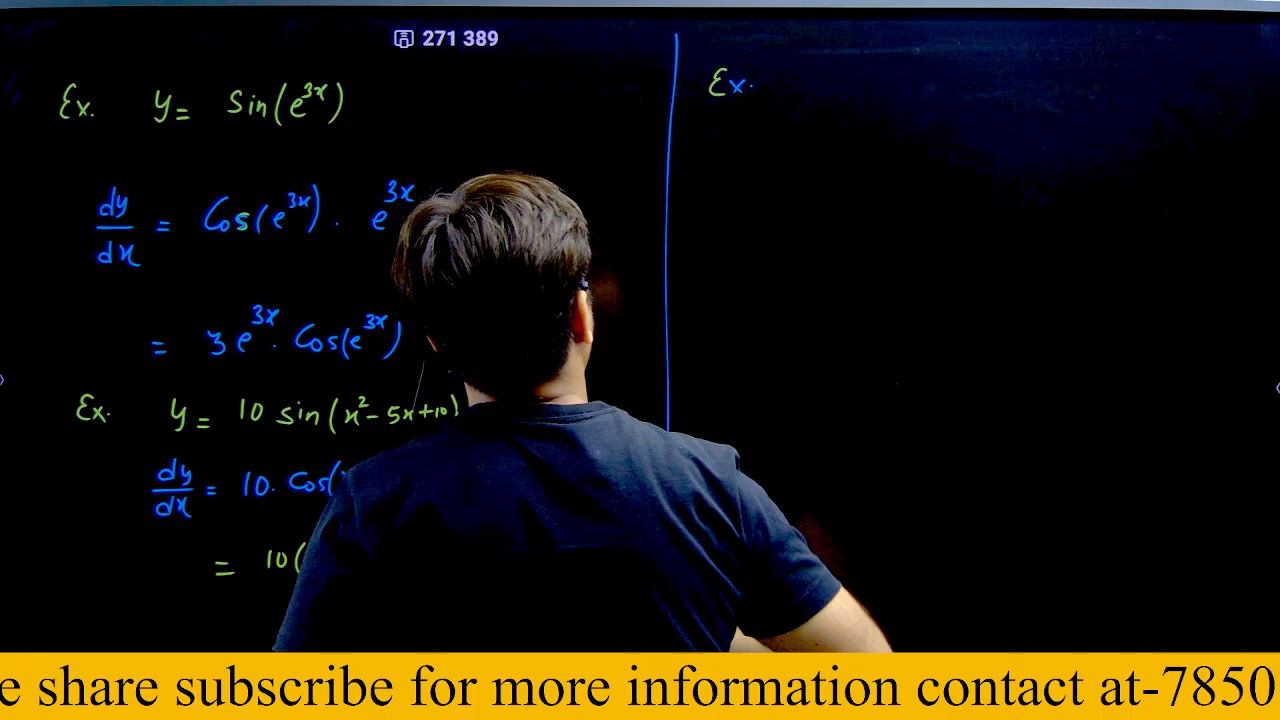 271 389
Ex. y = sin(e^3x)
dy/dx = Cos(e^3x) . e^3x
= 3e^3x . Cos(e^3x)
Ex. y = 10 sin(x²-5x+10)
dy/dx = 10. Cos(
= 10(
Ex.
e share subscribe for more information contact at-7850